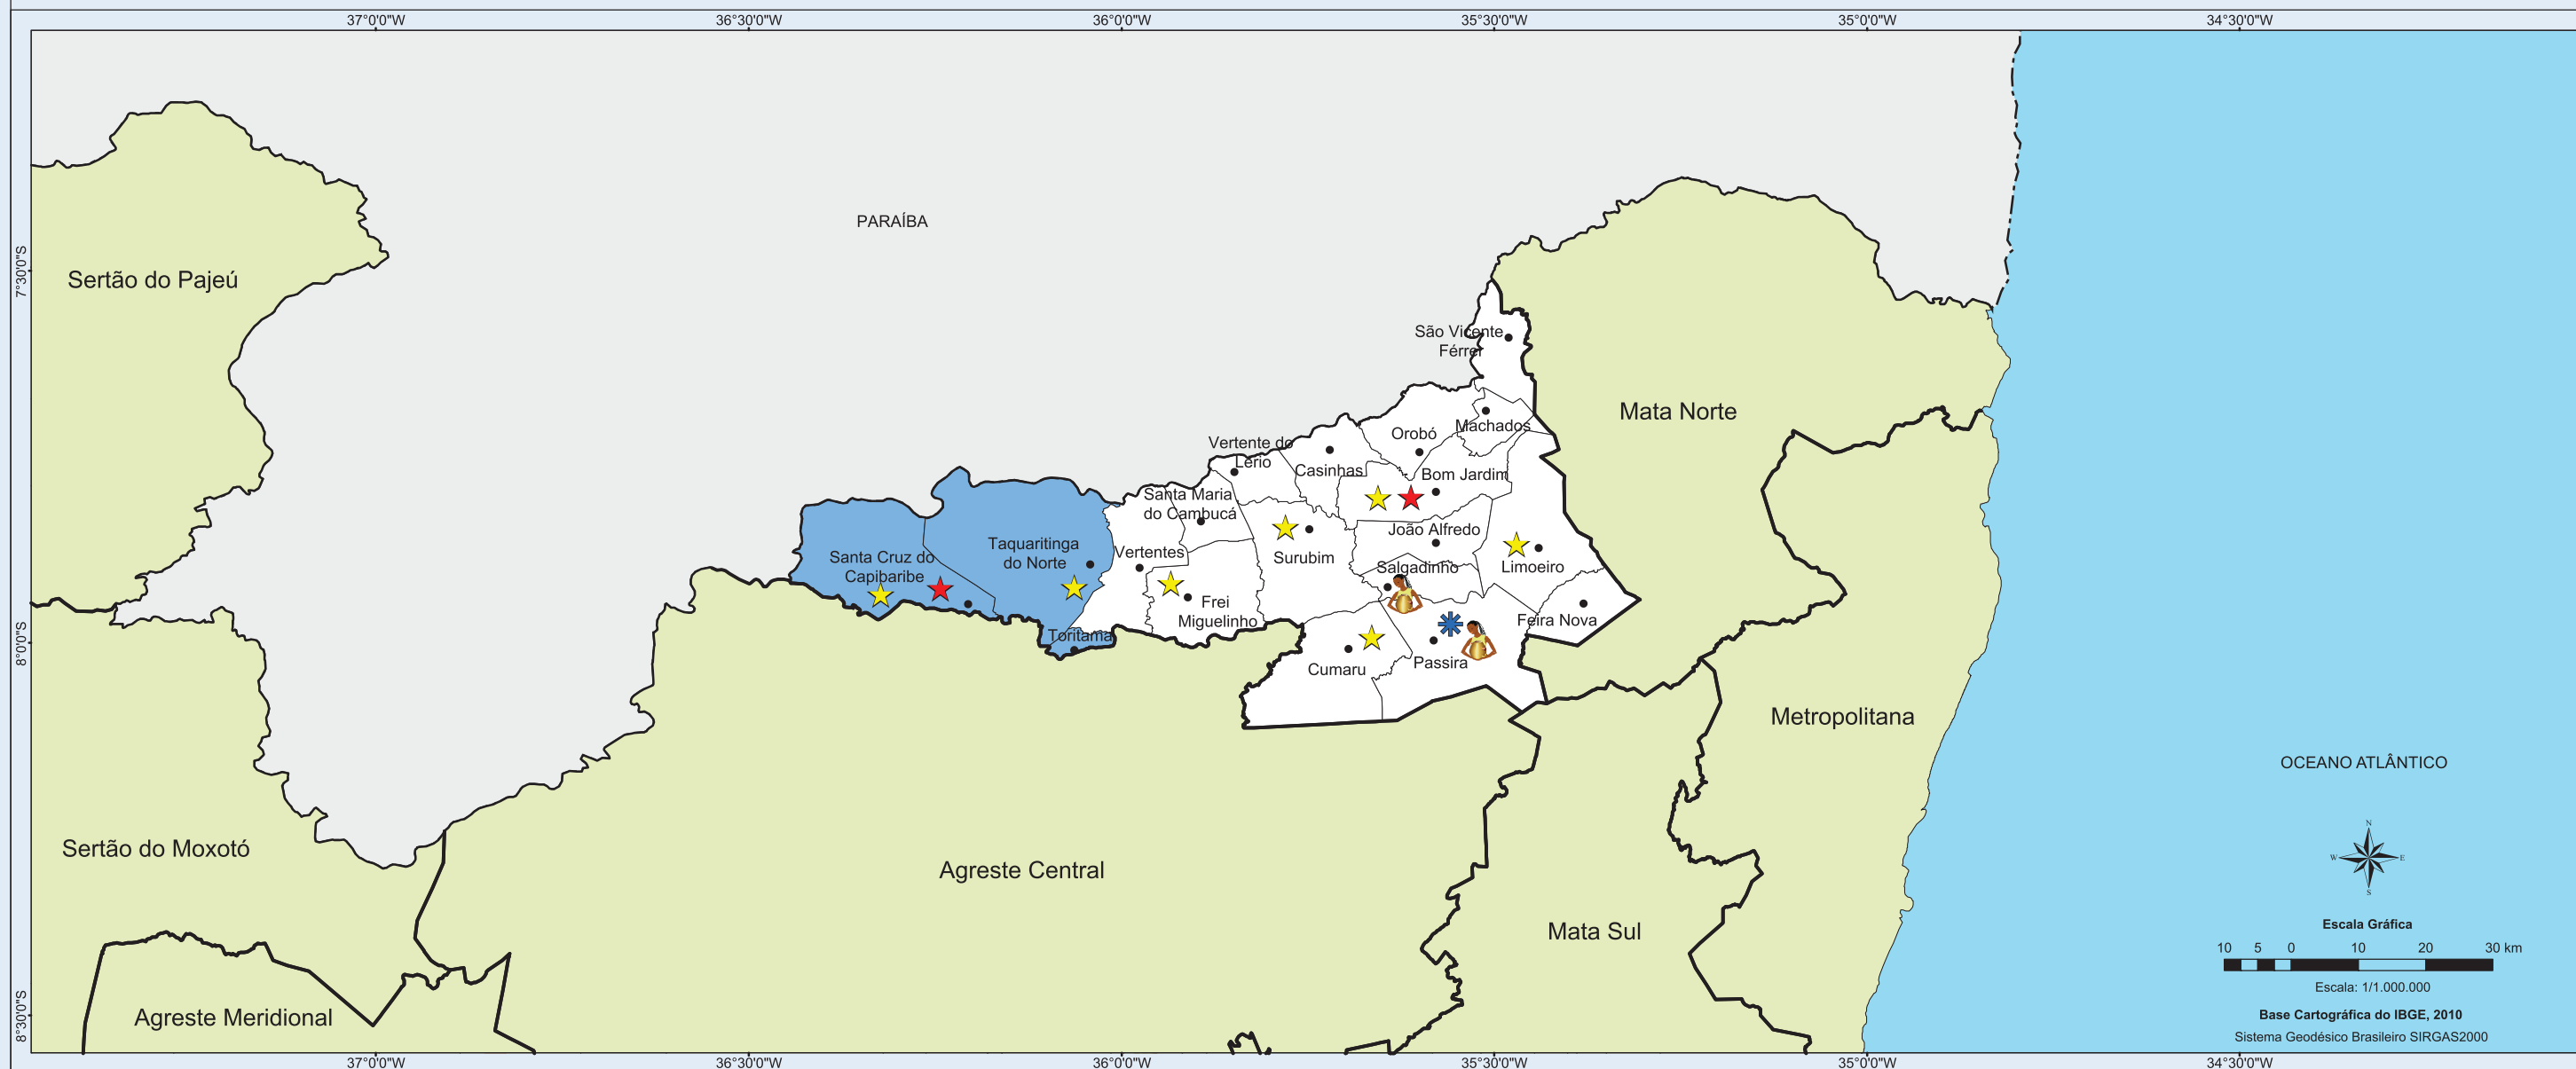 37°0'0"W
36°30'0"W
36°0'0"W
35°30'0"W
35°0'0"W
34°30'0"W
7°30'0"S
8°0'0"S
8°30'0"S
PARAÍBA
Sertão do Pajeú
São Vicente
Férrer
Mata Norte
Machados
Orobó
Vertente do
Lério
Casinhas
Bom Jardim
Santa Maria
do Cambucá
João Alfredo
Taquaritinga
do Norte
Vertentes
Surubim
Santa Cruz do
Capibaribe
Salgadinho
Limoeiro
Frei
Miguelinho
Feira Nova
Toritama
Cumaru
Passira
Metropolitana
OCEANO ATLÂNTICO
Sertão do Moxotó
Agreste Central
Mata Sul
Agreste Meridional
N
W
E
S
Escala Gráfica
10 5 0 10 20 30 km
Escala: 1/1.000.000
Base Cartográfica do IBGE, 2010
Sistema Geodésico Brasileiro SIRGAS2000
37°0'0"W
36°30'0"W
36°0'0"W
35°30'0"W
35°0'0"W
34°30'0"W